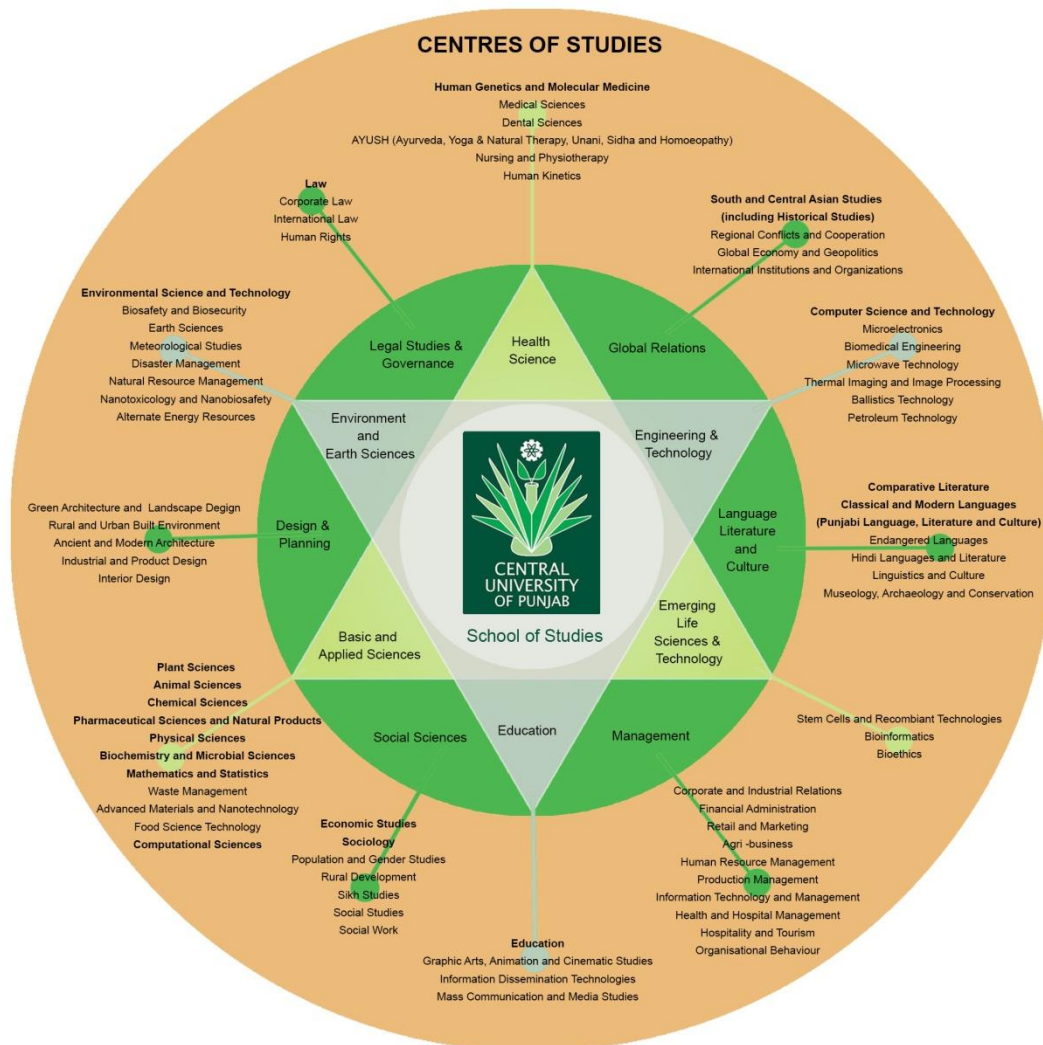 CENTRES OF STUDIES
Human Genetics and Molecular Medicine
Medical Sciences
Dental Sciences
AYUSH (Ayurveda, Yoga & Natural Therapy, Unani, Sidha and Homoeopathy)
Nursing and Physiotherapy
Human Kinetics
Law
Corporate Law
International Law
Human Rights
South and Central Asian Studies
(including Historical Studies)
Regional Conflicts and Cooperation
Global Economy and Geopolitics
International Institutions and Organizations
Environmental Science and Technology
Biosafety and Biosecurity
Earth Sciences
Meteorological Studies
Disaster Management
Natural Resource Management
Nanotoxicology and Nanobiosafety
Alternate Energy Resources
Computer Science and Technology
Microelectronics
Biomedical Engineering
Microwave Technology
Thermal Imaging and Image Processing
Ballistics Technology
Petroleum Technology
Legal Studies &
Governance
Health
Science
Global Relations
Environment
and
Earth Sciences
Engineering &
Technology
Green Architecture and Landscape Degign
Rural and Urban Built Environment
Ancient and Modern Architecture
Industrial and Product Design
Interior Design
Design &
Planning
CENTRAL
UNIVERSITY
OF PUNJAB
School of Studies
Language
Literature
and
Culture
Comparative Literature
Classical and Modern Languages
(Punjabi Language, Literature and Culture)
Endangered Languages
Hindi Languages and Literature
Linguistics and Culture
Museology, Archaeology and Conservation
Basic and
Applied Sciences
Emerging
Life
Sciences &
Technology
Plant Sciences
Animal Sciences
Chemical Sciences
Pharmaceutical Sciences and Natural Products
Physical Sciences
Biochemistry and Microbial Sciences
Mathematics and Statistics
Waste Management
Advanced Materials and Nanotechnology
Food Science Technology
Computational Sciences
Social Sciences
Education
Management
Stem Cells and Recombiant Technologies
Bioinformatics
Bioethics
Economic Studies
Sociology
Population and Gender Studies
Rural Development
Sikh Studies
Social Studies
Social Work
Corporate and Industrial Relations
Financial Administration
Retail and Marketing
Agri -business
Human Resource Management
Production Management
Information Technology and Management
Health and Hospital Management
Hospitality and Tourism
Organisational Behaviour
Education
Graphic Arts, Animation and Cinematic Studies
Information Dissemination Technologies
Mass Communication and Media Studies